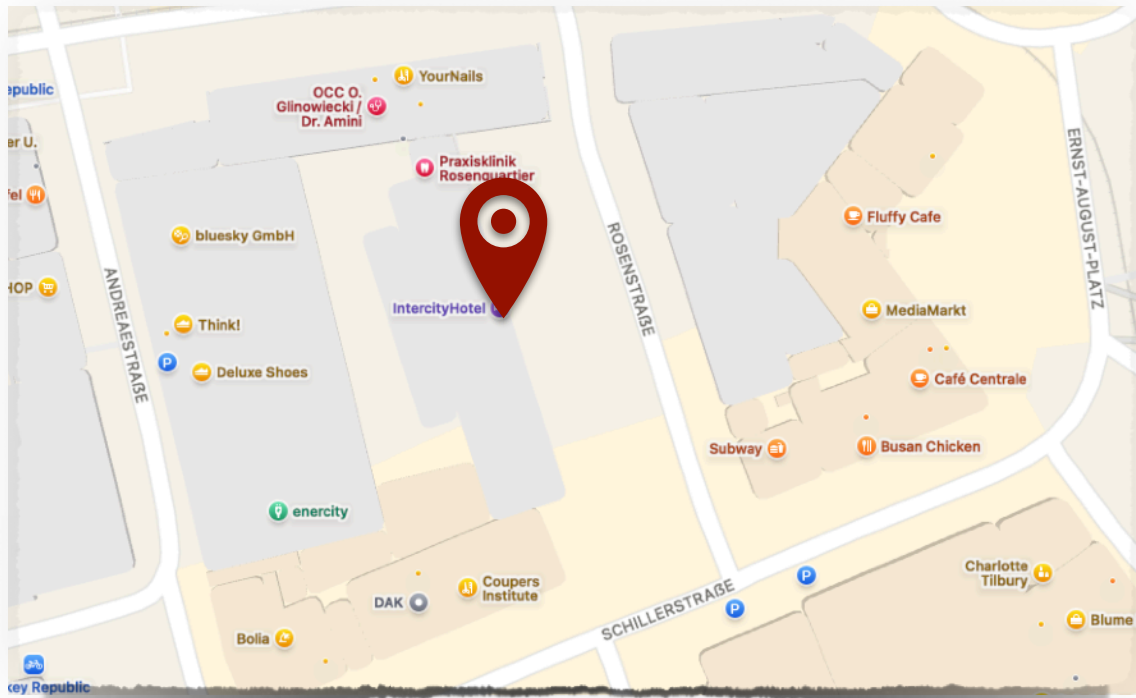 YourNails
OCC O.
Glinowiecki /
Dr. Amini
epublic
er U.
Praxisklinik
Rosenquartier
fel
Fluffy Cafe
bluesky GmbH
ERNST-AUGUST-PLATZ
HOP
ANDREAESTRAßE
ROSENSTRAßE
IntercityHotel
MediaMarkt
Think!
P
Deluxe Shoes
Café Centrale
Subway
Busan Chicken
enercity
Charlotte
Tilbury
P
Coupers
Institute
DAK
P
SCHILLERSTRAßE
Blume
Bolia
key Republic